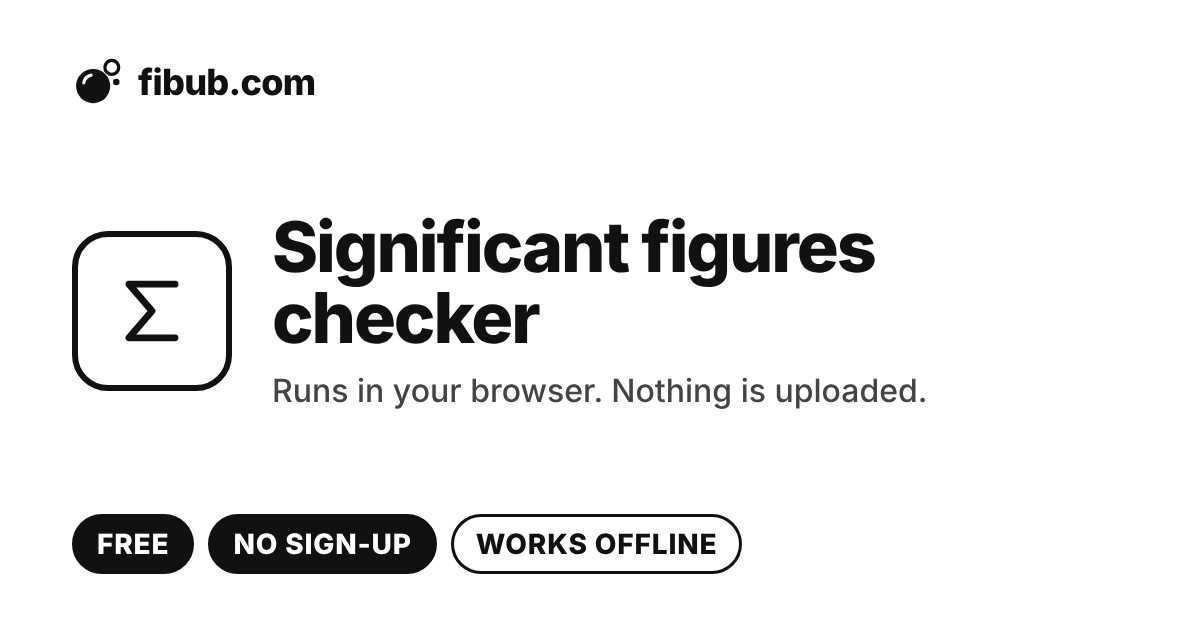 fibub.com
Σ
Significant figures
checker
Runs in your browser. Nothing is uploaded.
FREE
NO SIGN-UP
WORKS OFFLINE